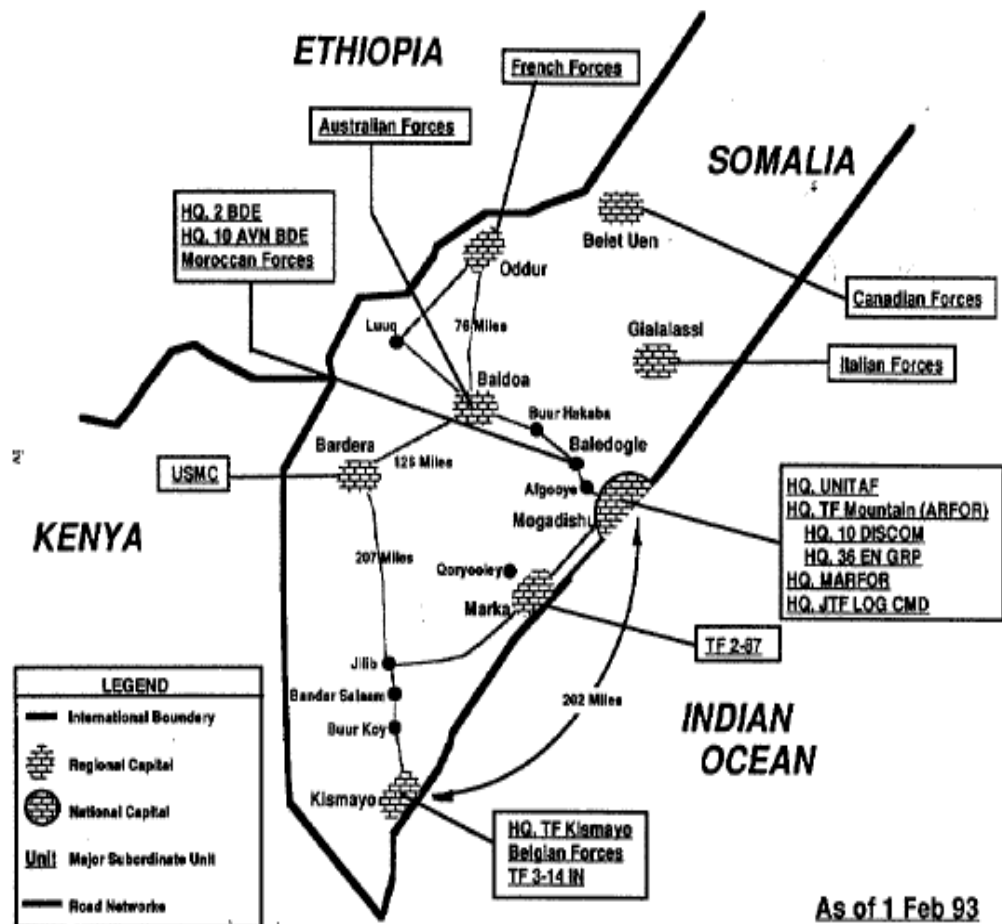 ETHIOPIA
French Forces
Australian Forces
SOMALIA
HQ. 2 BDE
HQ. 10 AVN BDE
Moroccan Forces
Belet Uen
Oddur
Canadian Forces
Luuq
76 Miles
Gialalassi
Italian Forces
Baidoa
Buur Hakaba
Bardera
Baledogle
126 Miles
USMC
Afgooye
Mogadishu
HQ. UNITAF
HQ. TF Mountain (ARFOR)
HQ. 10 DISCOM
HQ. 36 EN GRP
HQ. MARFOR
HQ. JTF LOG CMD
KENYA
207 Miles
Qoryooley
Marka
TF 2-87
Jilib
Bandar Salaam
Buur Koy
202 Miles
INDIAN
OCEAN
Kismayo
HQ. TF Kismayo
Belgian Forces
TF 3-14 IN
LEGEND
International Boundary
Regional Capital
National Capital
Unit Major Subordinate Unit
Road Networks
As of 1 Feb 93